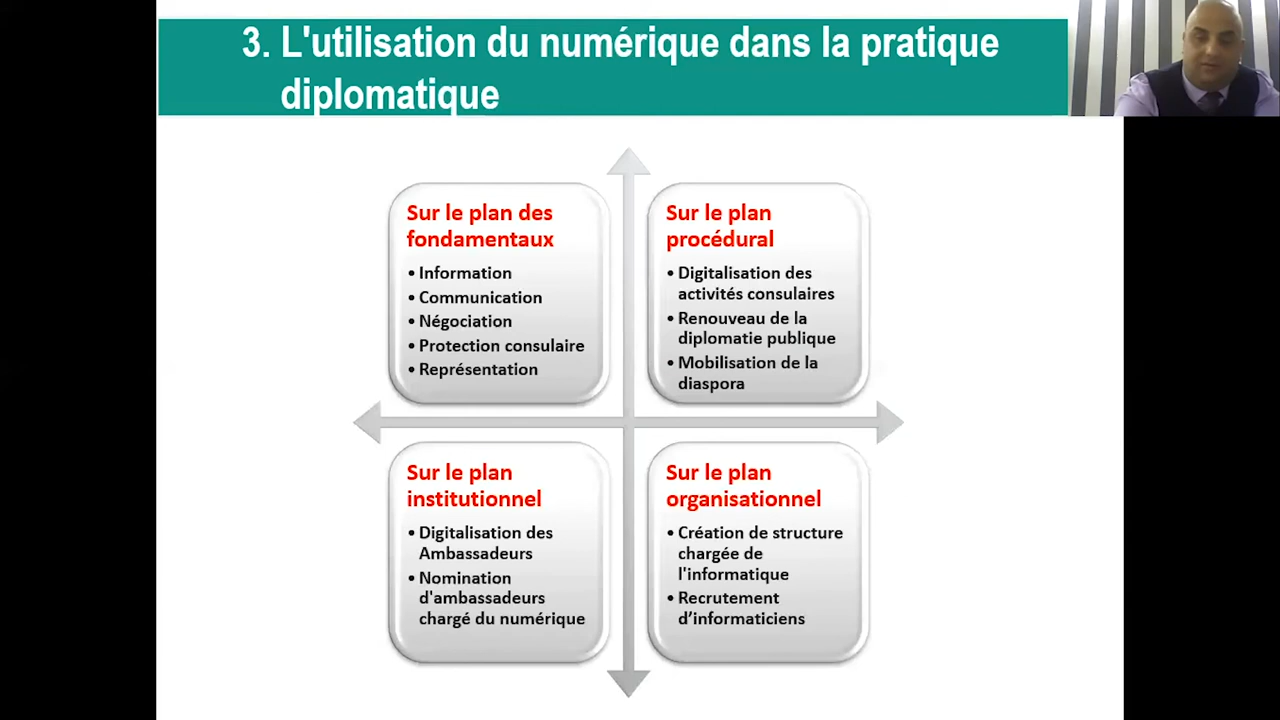 3. L'utilisation du numérique dans la pratique
diplomatique
Sur le plan des
fondamentaux
• Information
• Communication
• Négociation
• Protection consulaire
• Représentation
Sur le plan
procédural
• Digitalisation des
activités consulaires
• Renouveau de la
diplomatie publique
• Mobilisation de la
diaspora
Sur le plan
institutionnel
• Digitalisation des
Ambassadeurs
• Nomination
d'ambassadeurs
chargé du numérique
Sur le plan
organisationnel
• Création de structure
chargée de
l'informatique
• Recrutement
d’informaticiens